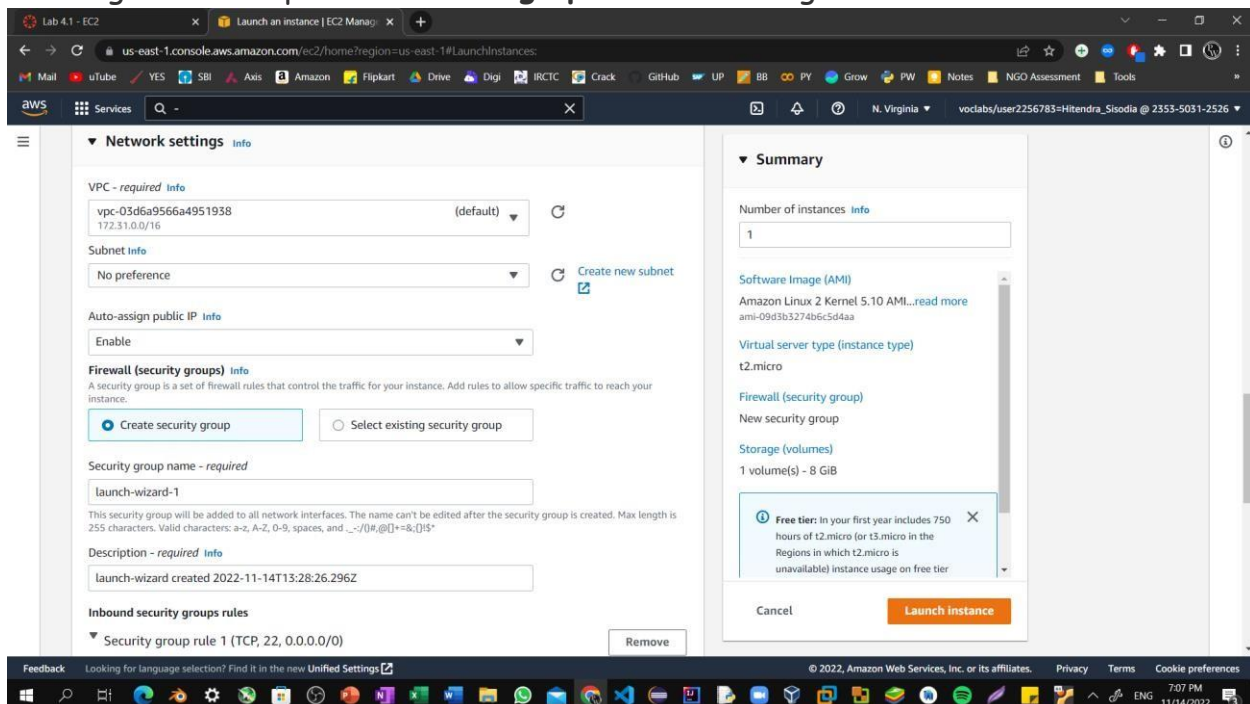 Lab 4.1 - EC2
Launch an instance | EC2 Manag
us-east-1.console.aws.amazon.com/ec2/home?region=us-east-1#LaunchInstances:
Mail uTube YES SBI Axis Amazon Flipkart Drive Digi IRCTC Crack GitHub UP BB PY Grow PW Notes NGO Assessment Tools »
aws Services - N. Virginia ▼ voclabs/user2256783=Hitendra_Sisodia @ 2353-5031-2526 ▼
▼ Network settings Info
VPC - required Info
vpc-03d6a9566a4951938 (default)
172.31.0.0/16
Subnet Info
No preference
Create new subnet
Auto-assign public IP Info
Enable
Firewall (security groups) Info
A security group is a set of firewall rules that control the traffic for your instance. Add rules to allow specific traffic to reach your
instance.
Create security group
Select existing security group
Security group name - required
launch-wizard-1
This security group will be added to all network interfaces. The name can't be edited after the security group is created. Max length is
255 characters. Valid characters: a-z, A-Z, 0-9, spaces, and ._-:/()#,@[]+=&;{}!$*
Description - required Info
launch-wizard created 2022-11-14T13:28:26.296Z
Inbound security groups rules
▼ Security group rule 1 (TCP, 22, 0.0.0.0/0)
Remove
▼ Summary
Number of instances Info
1
Software Image (AMI)
Amazon Linux 2 Kernel 5.10 AMI...read more
ami-09d3b3274b6c5d4aa
Virtual server type (instance type)
t2.micro
Firewall (security group)
New security group
Storage (volumes)
1 volume(s) - 8 GiB
Free tier: In your first year includes 750
hours of t2.micro (or t3.micro in the
Regions in which t2.micro is
unavailable) instance usage on free tier
Cancel
Launch instance
Feedback Looking for language selection? Find it in the new Unified Settings © 2022, Amazon Web Services, Inc. or its affiliates. Privacy Terms Cookie preferences
ENG
7:07 PM
11/14/2022